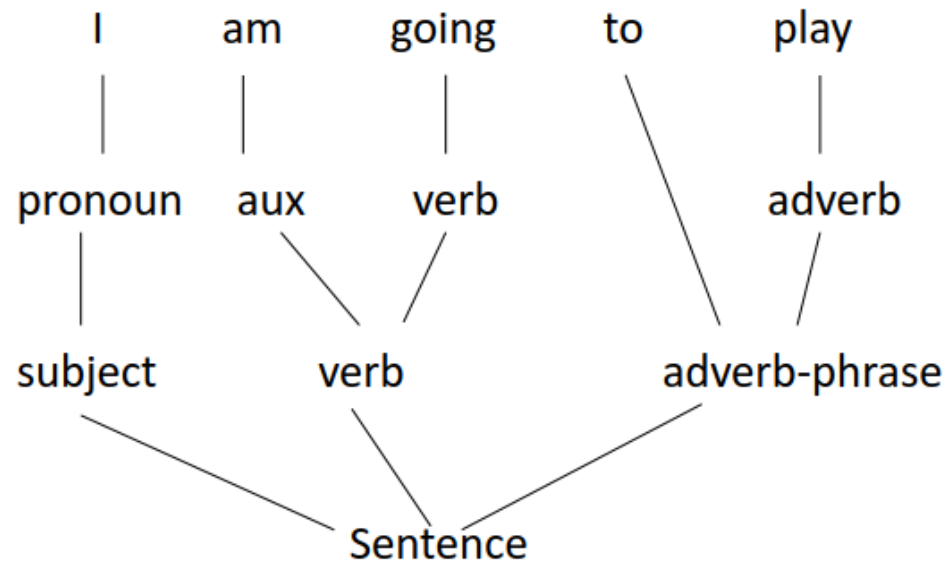 I am going to play
pronoun aux verb adverb
subject verb adverb-phrase
Sentence